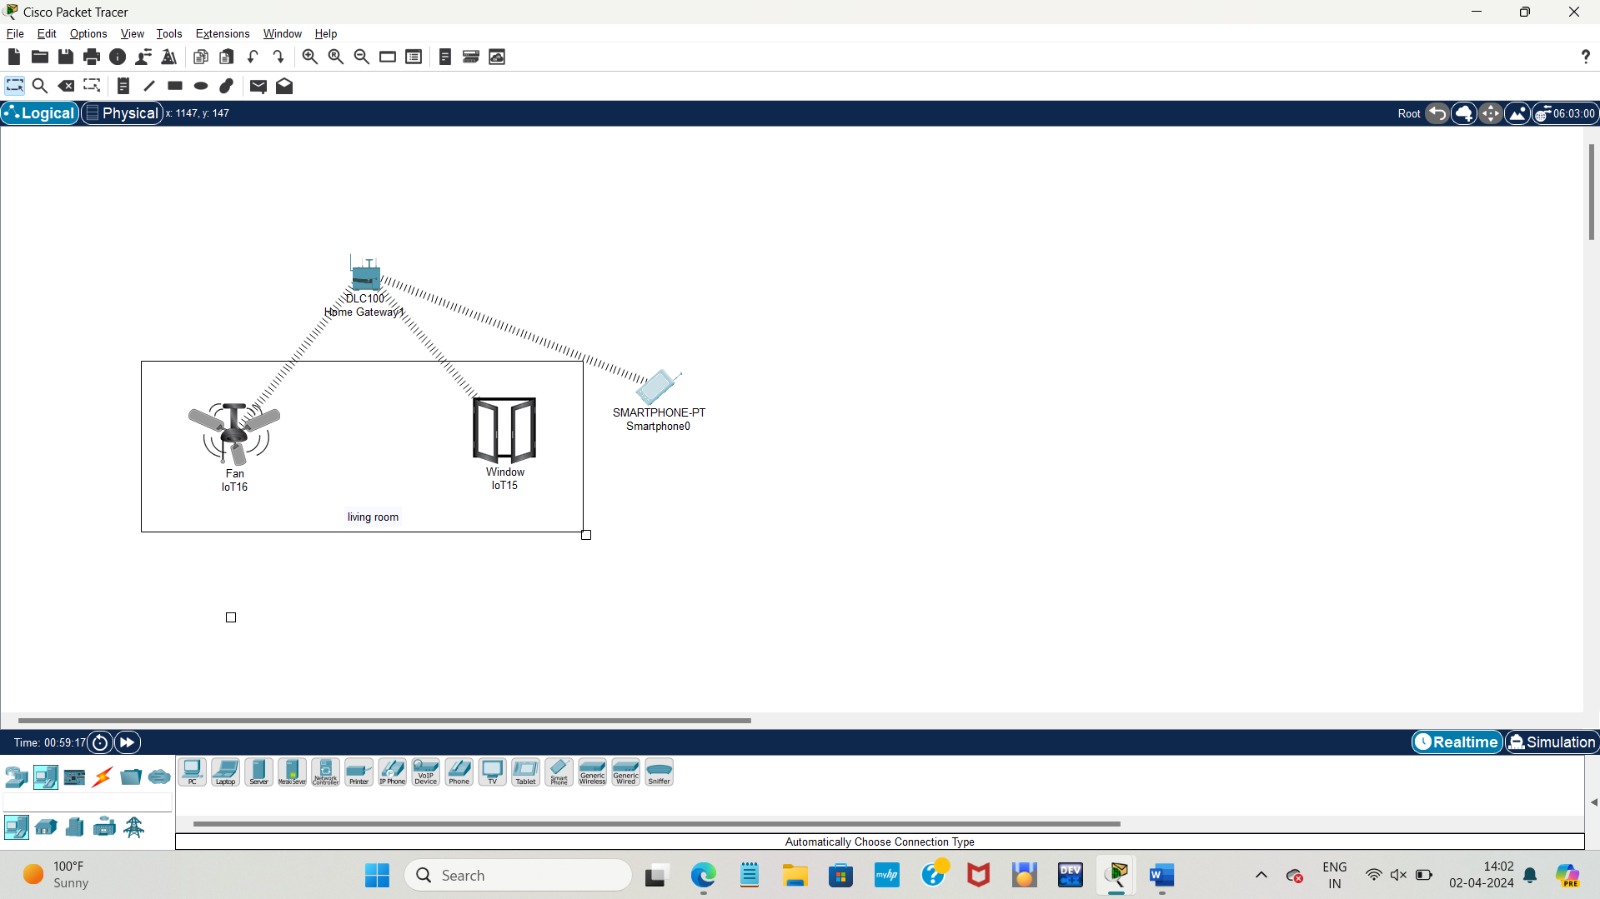 Cisco Packet Tracer
File Edit Options View Tools Extensions Window Help
?
Logical Physical x: 1147, y: 147 Root 06:03:00
DLC100
Home Gateway1
SMARTPHONE-PT
Smartphone0
Fan
IoT16
Window
IoT15
living room
Time: 00:59:17 Realtime Simulation
PC Laptop Server Meraki Server Network Controller Printer IP Phone VoIP Device Phone TV Tablet Smart Phone Generic Wireless Generic Wired Sniffer
Automatically Choose Connection Type
100°F
Sunny
Search
myhp
DEV
W
PRE
ENG
IN
14:02
02-04-2024